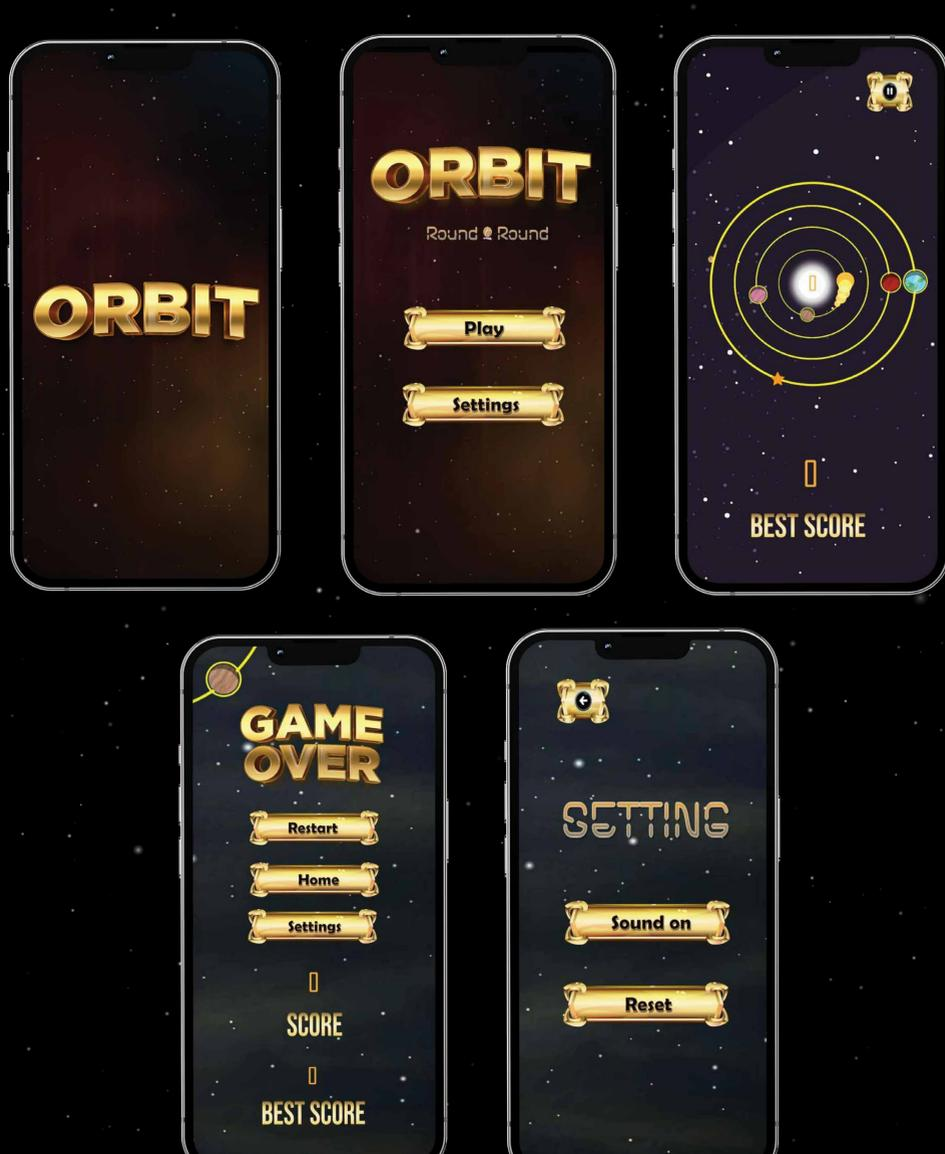 ORBIT
ORBIT
Round Round
Play
Settings
0
0
BEST SCORE
GAME
OVER
Restart
Home
Settings
0
SCORE
0
BEST SCORE
SETTING
Sound on
Reset